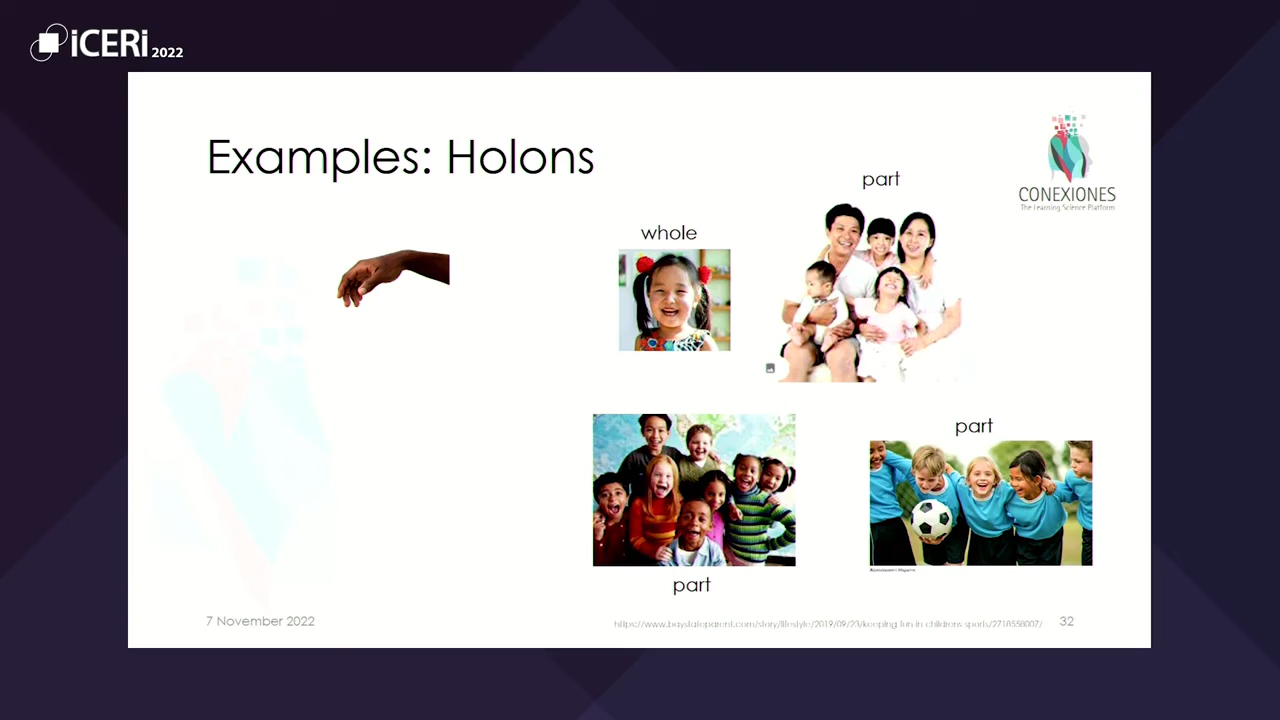 iCERi 2022
Examples: Holons
CONEXIONES
The Learning Science Platform
part
whole
part
part
7 November 2022
32